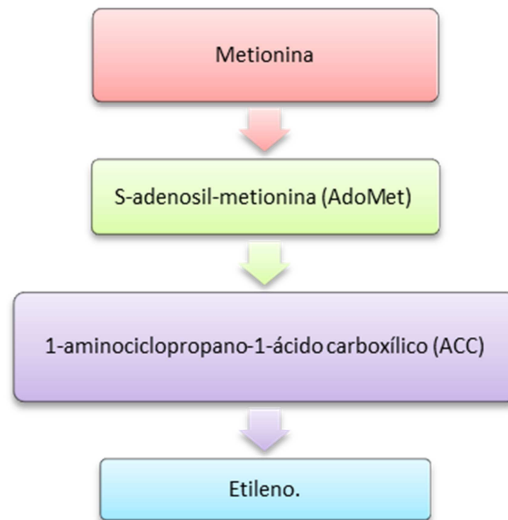 Metionina
S-adenosil-metionina (AdoMet)
1-aminociclopropano-1-ácido carboxílico (ACC)
Etileno.